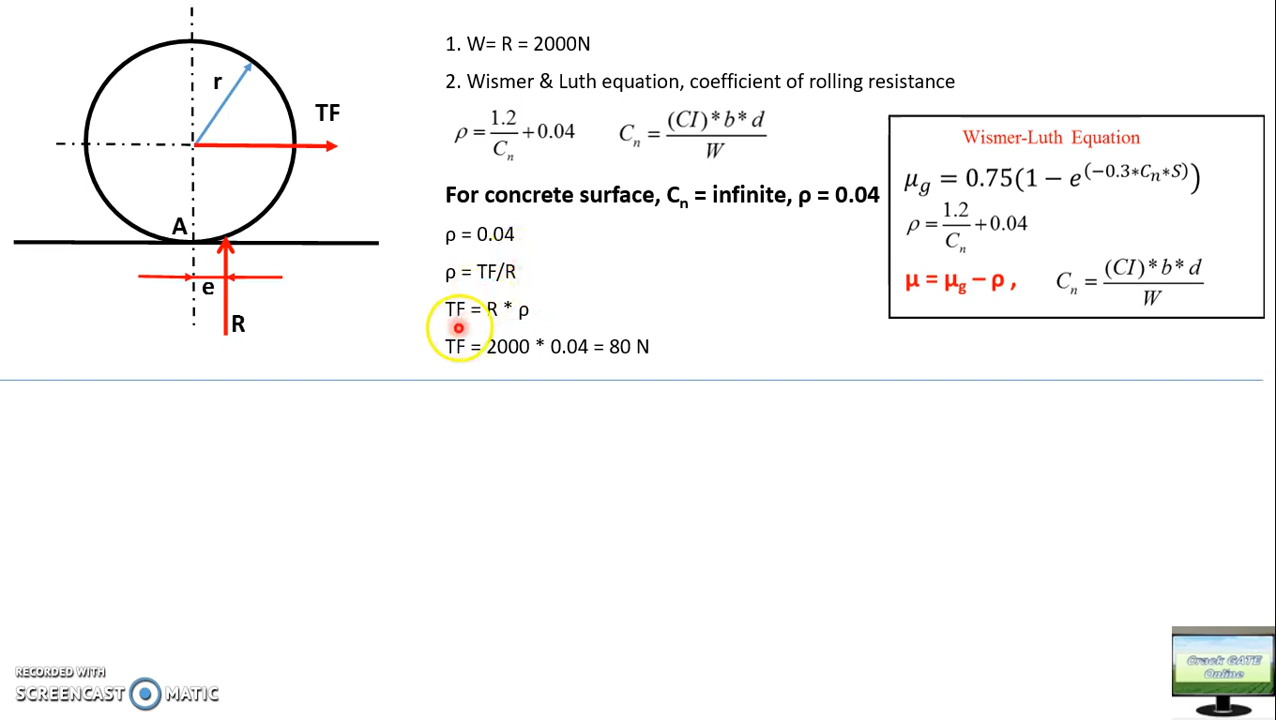 r
TF
A
e
R
1. W= R = 2000N
2. Wismer & Luth equation, coefficient of rolling resistance
ρ = 1.2/Cn + 0.04    Cn = (CI)*b*d/W
For concrete surface, Cn = infinite, ρ = 0.04
ρ = 0.04
ρ = TF/R
TF = R * ρ
TF = 2000 * 0.04 = 80 N
Wismer-Luth Equation
μg = 0.75(1 − e^(−0.3*Cn*S))
ρ = 1.2/Cn + 0.04
μ = μg − ρ ,    Cn = (CI)*b*d/W
RECORDED WITH
SCREENCAST MATIC
Crack GATE
Online